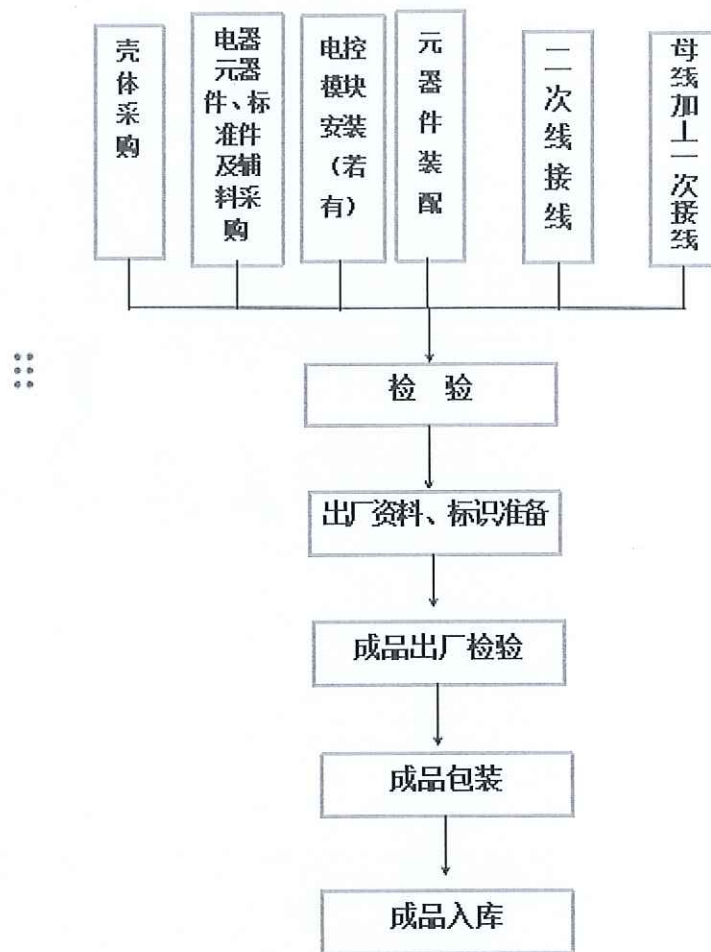 壳体采购
电器
元器
件、标
准件
及辅
料采
购
电控
模块
安装
（若
有）
元器件装配
二次线接线
母线加工一次接线
检 验
出厂资料、标识准备
成品出厂检验
成品包装
成品入库